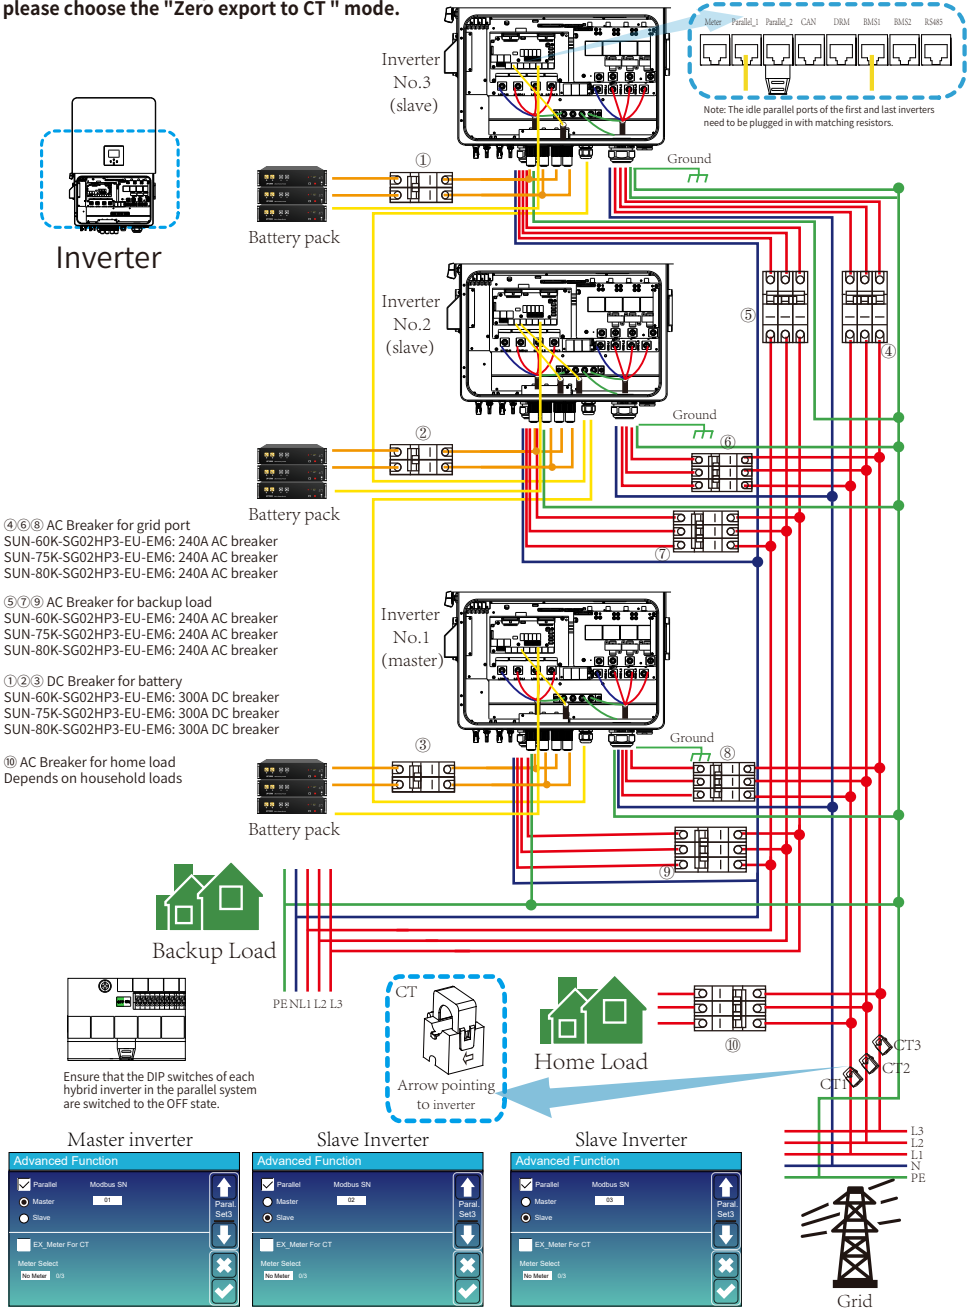 please choose the "Zero export to CT " mode.
Meter Parallel_1 Parallel_2 CAN DRM BMS1 BMS2 RS485
Note: The idle parallel ports of the first and last inverters
need to be plugged in with matching resistors.
Inverter
No.3
(slave)
①
Ground
Battery pack
Inverter
Inverter
No.2
(slave)
⑤
④
②
Ground
⑥
Battery pack
⑦
④⑥⑧ AC Breaker for grid port
SUN-60K-SG02HP3-EU-EM6: 240A AC breaker
SUN-75K-SG02HP3-EU-EM6: 240A AC breaker
SUN-80K-SG02HP3-EU-EM6: 240A AC breaker
⑤⑦⑨ AC Breaker for backup load
SUN-60K-SG02HP3-EU-EM6: 240A AC breaker
SUN-75K-SG02HP3-EU-EM6: 240A AC breaker
SUN-80K-SG02HP3-EU-EM6: 240A AC breaker
①②③ DC Breaker for battery
SUN-60K-SG02HP3-EU-EM6: 300A DC breaker
SUN-75K-SG02HP3-EU-EM6: 300A DC breaker
SUN-80K-SG02HP3-EU-EM6: 300A DC breaker
⑩ AC Breaker for home load
Depends on household loads
Inverter
No.1
(master)
③
Ground
⑧
Battery pack
⑨
Backup Load
PE N L1 L2 L3
CT
Arrow pointing
to inverter
Home Load
⑩
CT3
CT2
CT1
Ensure that the DIP switches of each
hybrid inverter in the parallel system
are switched to the OFF state.
L3
L2
L1
N
PE
Grid
Master inverter
Advanced Function
Parallel Modbus SN
Master 01
Slave
Paral.
Set3
EX_Meter For CT
Meter Select
No Meter 0/3
Slave Inverter
Advanced Function
Parallel Modbus SN
Master 02
Slave
Paral.
Set3
EX_Meter For CT
Meter Select
No Meter 0/3
Slave Inverter
Advanced Function
Parallel Modbus SN
Master 03
Slave
Paral.
Set3
EX_Meter For CT
Meter Select
No Meter 0/3